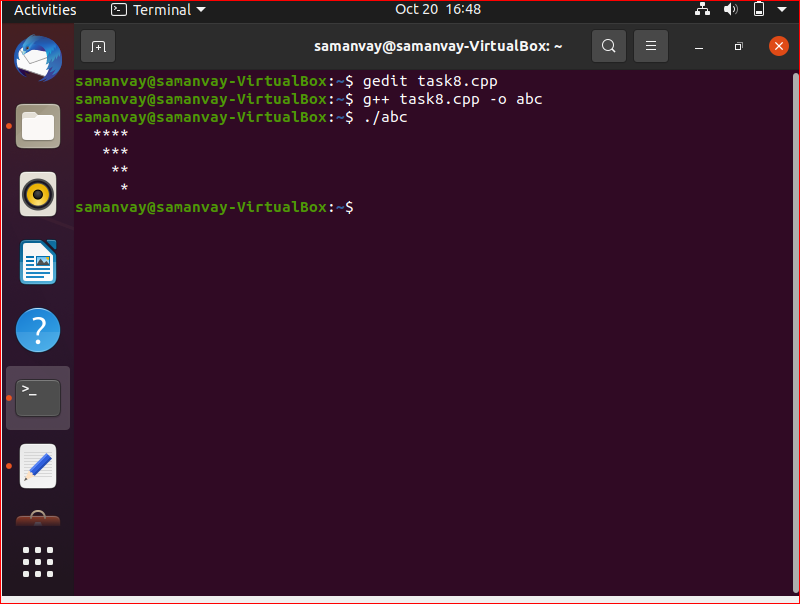 Activities Terminal Oct 20 16:48
samanvay@samanvay-VirtualBox: ~
samanvay@samanvay-VirtualBox:~$ gedit task8.cpp
samanvay@samanvay-VirtualBox:~$ g++ task8.cpp -o abc
samanvay@samanvay-VirtualBox:~$ ./abc
  ****
   ***
    **
     *
samanvay@samanvay-VirtualBox:~$